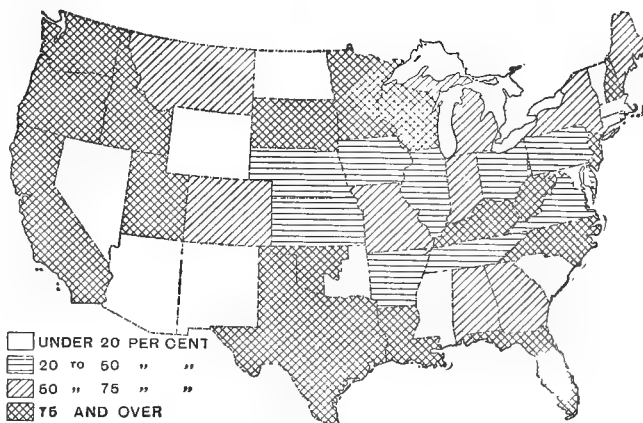 UNDER 20 PER CENT
20 TO 50 " "
50 " 75 " "
75 AND OVER